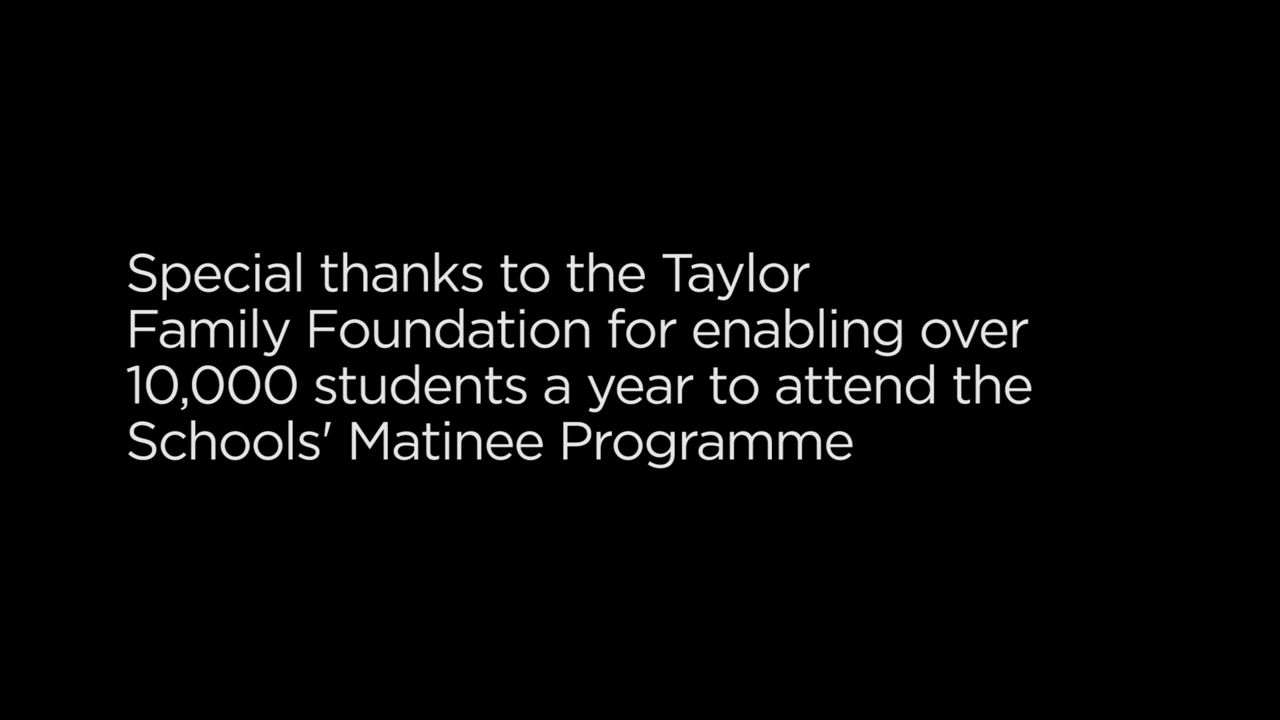 Special thanks to the Taylor
Family Foundation for enabling over
10,000 students a year to attend the
Schools' Matinee Programme